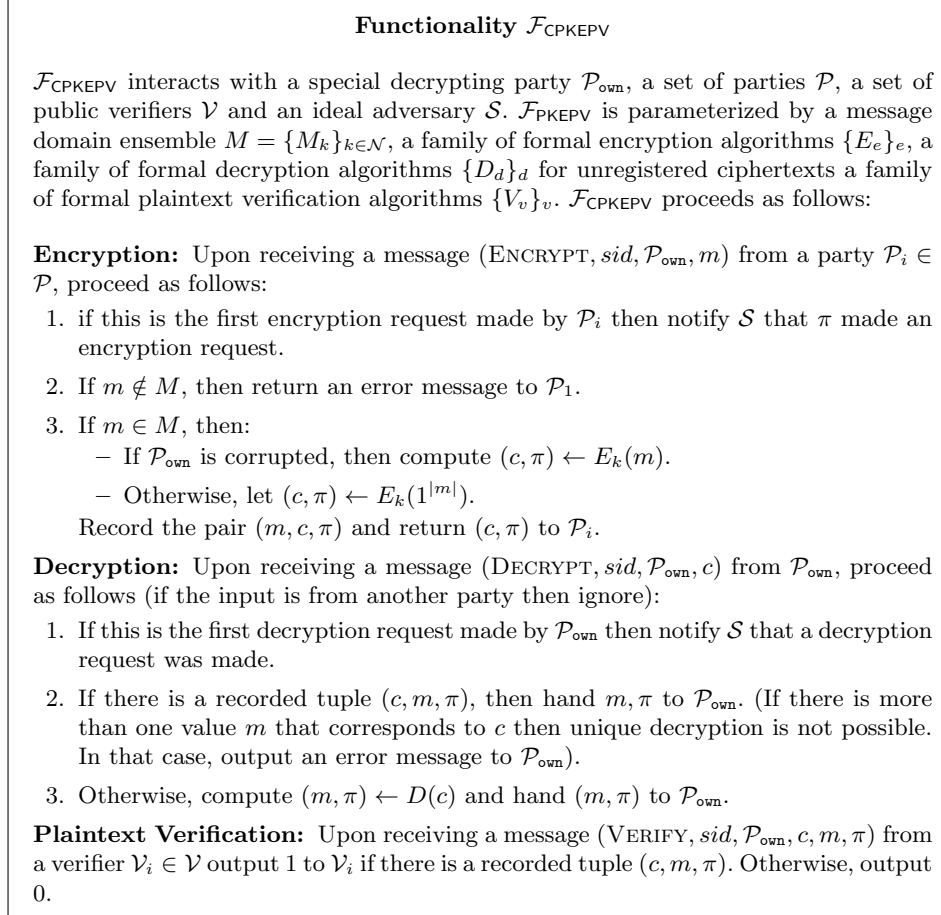 Functionality $\mathcal{F}_{\mathsf{CPKEPV}}$
$\mathcal{F}_{\mathsf{CPKEPV}}$ interacts with a special decrypting party $\mathcal{P}_{\mathtt{own}}$, a set of parties $\mathcal{P}$, a set of
public verifiers $\mathcal{V}$ and an ideal adversary $\mathcal{S}$. $\mathcal{F}_{\mathsf{PKEPV}}$ is parameterized by a message
domain ensemble $M = \{M_k\}_{k \in \mathcal{N}}$, a family of formal encryption algorithms $\{E_e\}_e$, a
family of formal decryption algorithms $\{D_d\}_d$ for unregistered ciphertexts a family
of formal plaintext verification algorithms $\{V_v\}_v$. $\mathcal{F}_{\mathsf{CPKEPV}}$ proceeds as follows:
Encryption: Upon receiving a message (ENCRYPT, $sid$, $\mathcal{P}_{\mathtt{own}}$, $m$) from a party $\mathcal{P}_i \in$
$\mathcal{P}$, proceed as follows:
1. if this is the first encryption request made by $\mathcal{P}_i$ then notify $\mathcal{S}$ that $\pi$ made an
encryption request.
2. If $m \notin M$, then return an error message to $\mathcal{P}_1$.
3. If $m \in M$, then:
– If $\mathcal{P}_{\mathtt{own}}$ is corrupted, then compute $(c, \pi) \leftarrow E_k(m)$.
– Otherwise, let $(c, \pi) \leftarrow E_k(1^{|m|})$.
Record the pair $(m, c, \pi)$ and return $(c, \pi)$ to $\mathcal{P}_i$.
Decryption: Upon receiving a message (DECRYPT, $sid$, $\mathcal{P}_{\mathtt{own}}$, $c$) from $\mathcal{P}_{\mathtt{own}}$, proceed
as follows (if the input is from another party then ignore):
1. If this is the first decryption request made by $\mathcal{P}_{\mathtt{own}}$ then notify $\mathcal{S}$ that a decryption
request was made.
2. If there is a recorded tuple $(c, m, \pi)$, then hand $m, \pi$ to $\mathcal{P}_{\mathtt{own}}$. (If there is more
than one value $m$ that corresponds to $c$ then unique decryption is not possible.
In that case, output an error message to $\mathcal{P}_{\mathtt{own}}$).
3. Otherwise, compute $(m, \pi) \leftarrow D(c)$ and hand $(m, \pi)$ to $\mathcal{P}_{\mathtt{own}}$.
Plaintext Verification: Upon receiving a message (VERIFY, $sid$, $\mathcal{P}_{\mathtt{own}}$, $c, m, \pi$) from
a verifier $\mathcal{V}_i \in \mathcal{V}$ output 1 to $\mathcal{V}_i$ if there is a recorded tuple $(c, m, \pi)$. Otherwise, output
0.